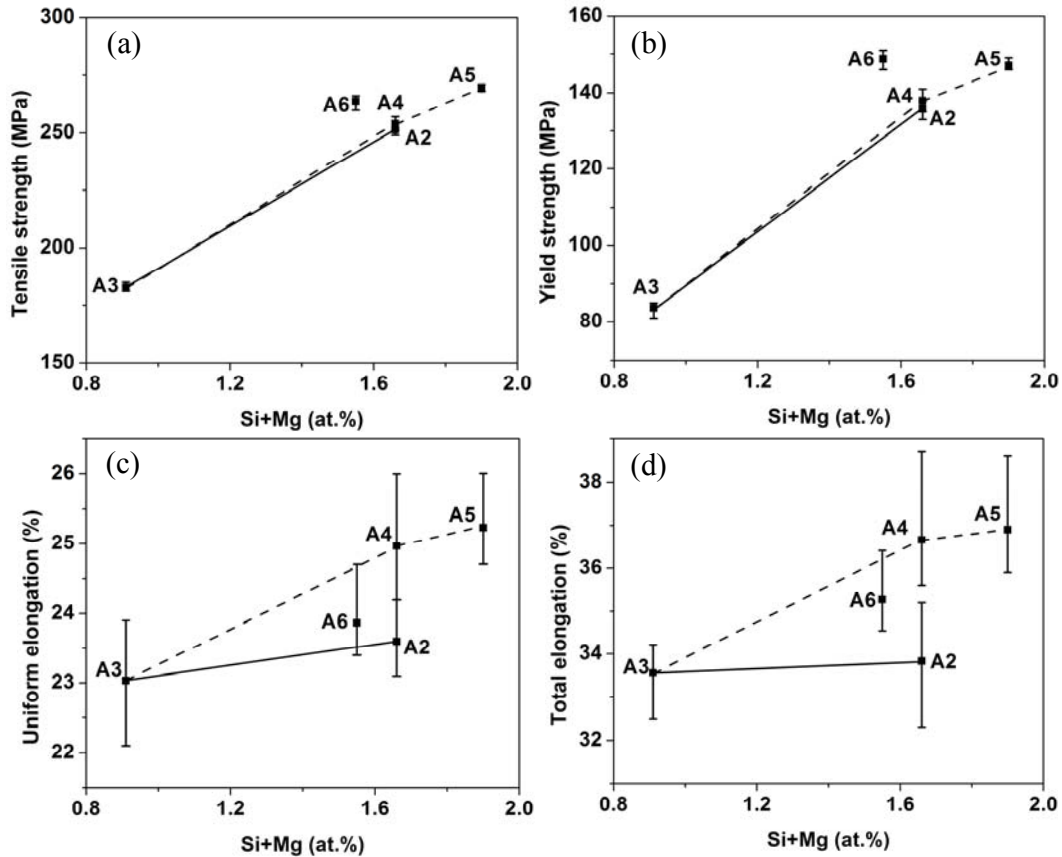 (a)
Tensile strength (MPa)
300
250
200
150
A3
A6
A4
A2
A5
0.8 1.2 1.6 2.0
Si+Mg (at.%)
(b)
Yield strength (MPa)
160
140
120
100
80
A3
A6
A4
A2
A5
0.8 1.2 1.6 2.0
Si+Mg (at.%)
(c)
Uniform elongation (%)
26
25
24
23
22
A3
A6
A4
A2
A5
0.8 1.2 1.6 2.0
Si+Mg (at.%)
(d)
Total elongation (%)
38
36
34
32
A3
A6
A4
A2
A5
0.8 1.2 1.6 2.0
Si+Mg (at.%)